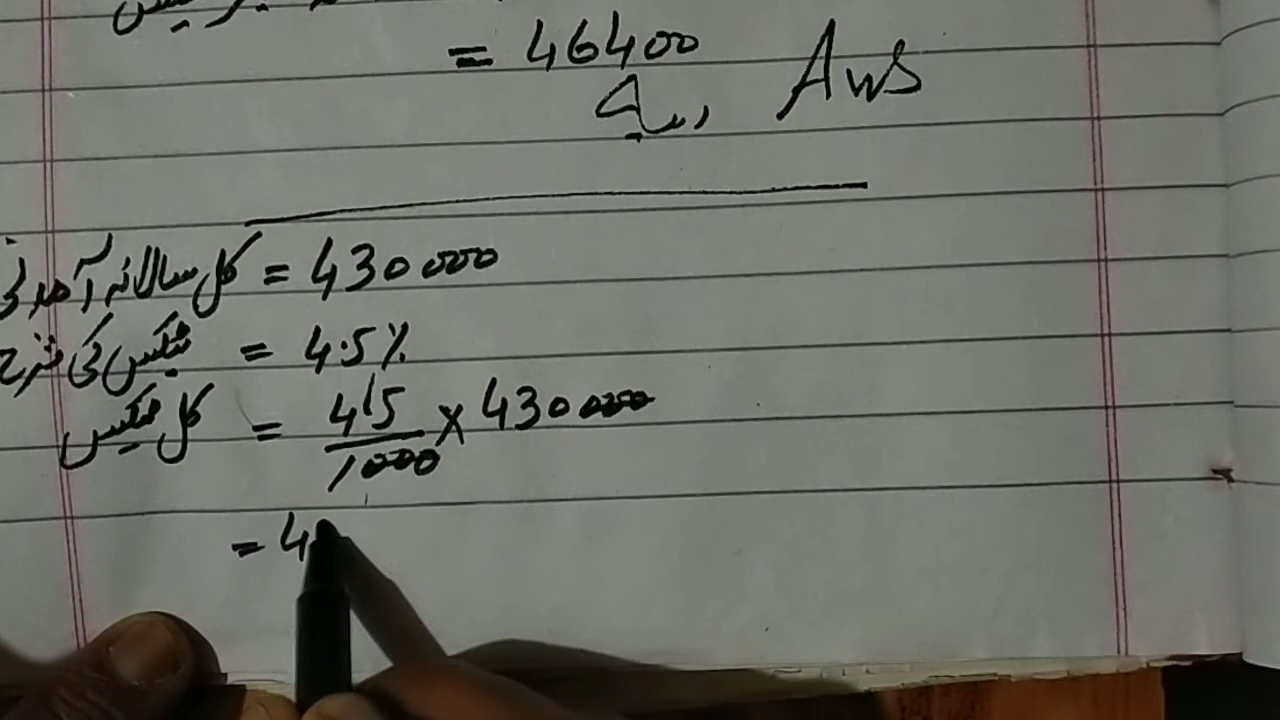 = 46400
روپے Ans
کل سالانہ آمدنی = 430000
ٹیکس کی شرح = 4.5%
کل ٹیکس = 45/1000 × 430000
= 4